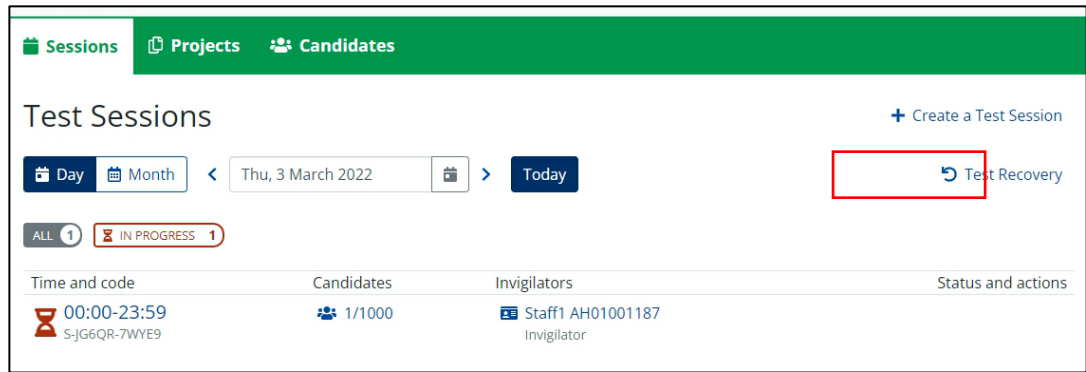 Sessions Projects Candidates
Test Sessions
+ Create a Test Session
Day Month < Thu, 3 March 2022 > Today
Test Recovery
ALL 1 IN PROGRESS 1
Time and code Candidates Invigilators Status and actions
00:00-23:59 1/1000 Staff1 AH01001187
S-JG6QR-7WYE9 Invigilator